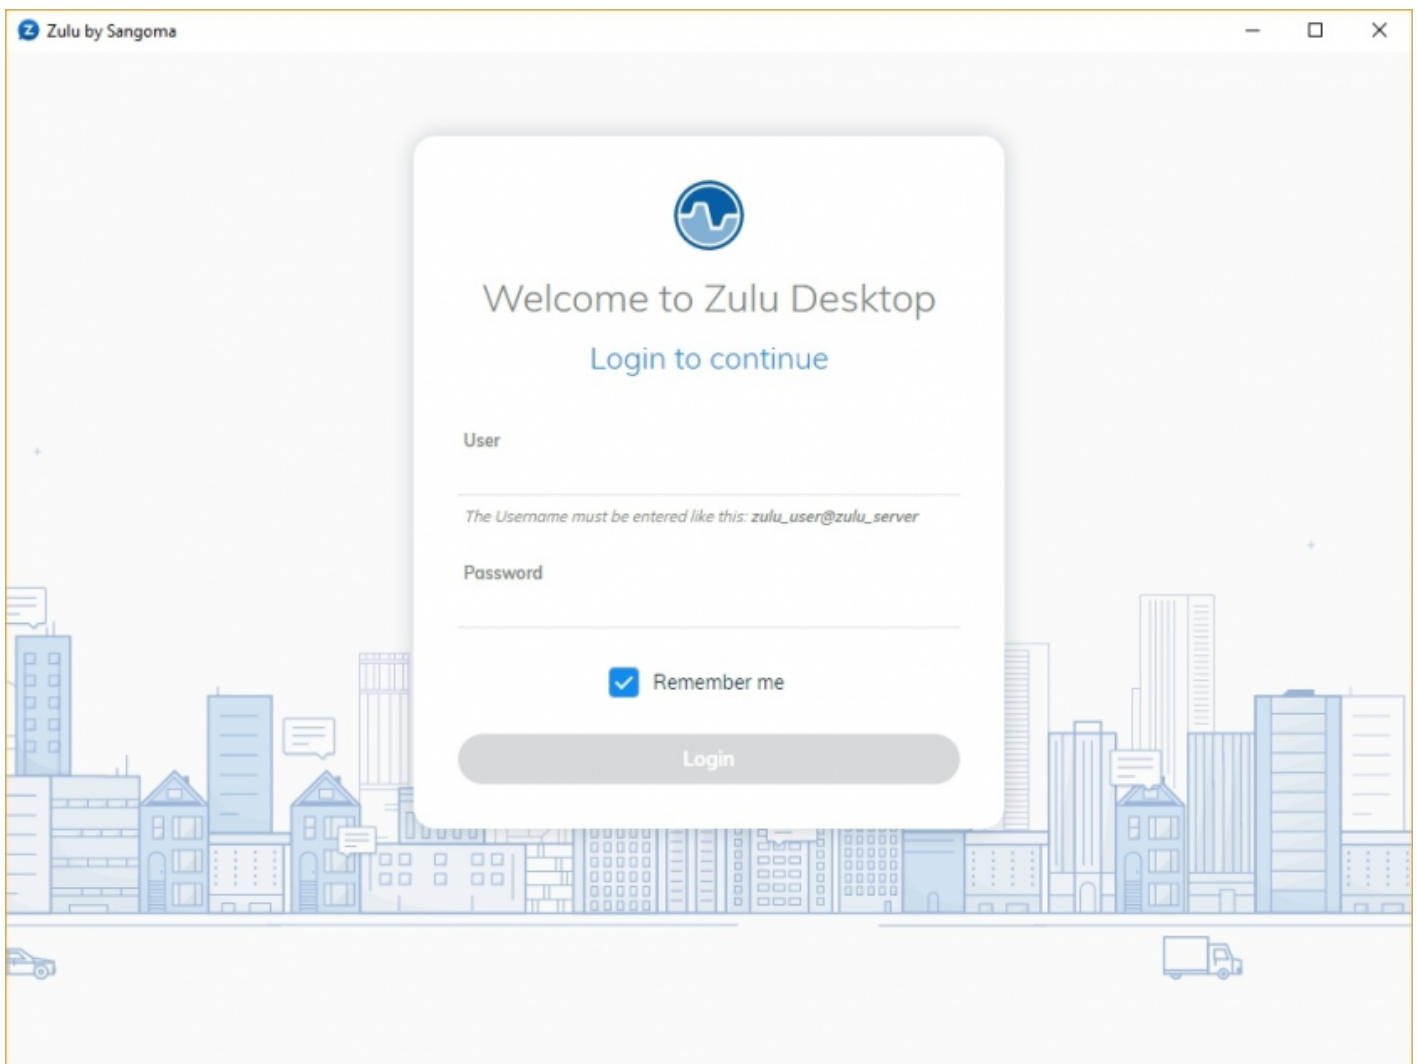 Zulu by Sangoma
Welcome to Zulu Desktop
Login to continue
User
The Username must be entered like this: zulu_user@zulu_server
Password
Remember me
Login